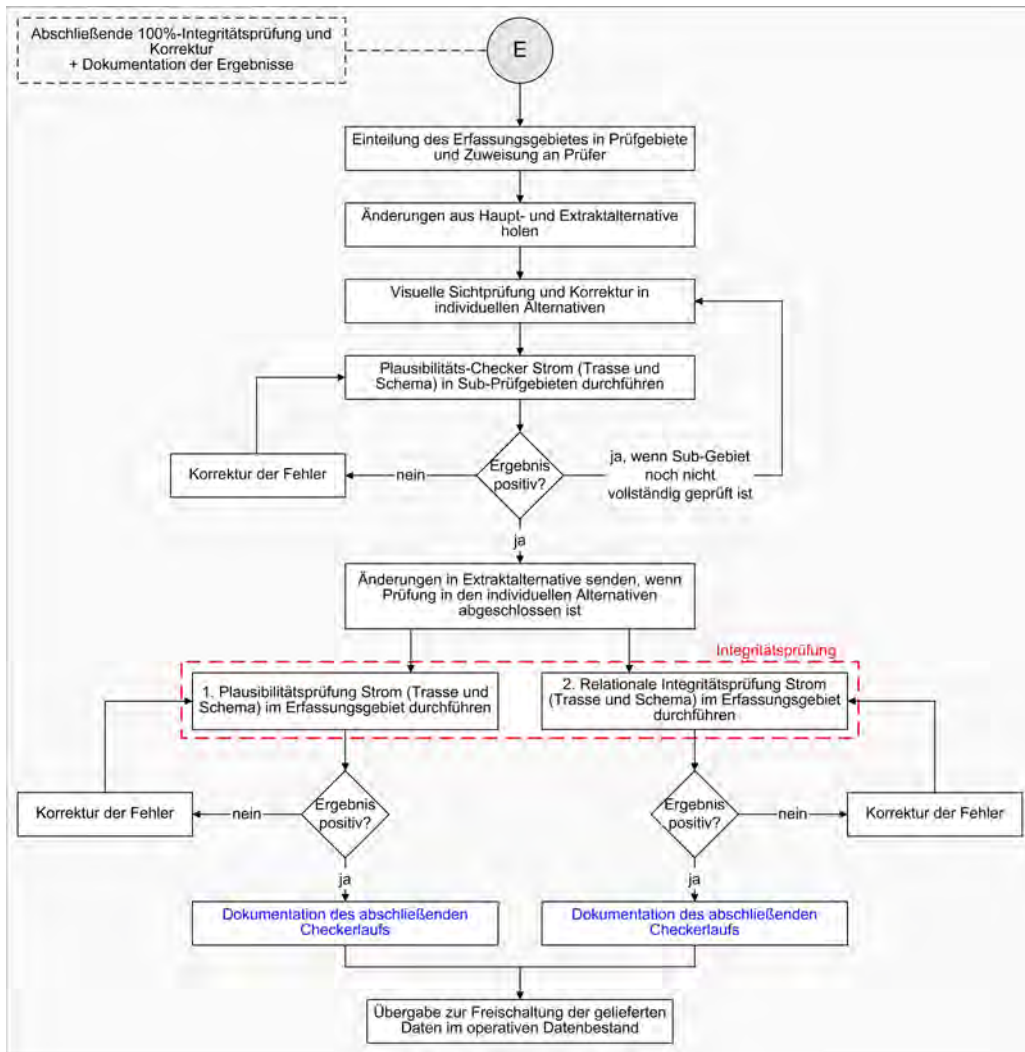 Abschließende 100%-Integritätsprüfung und
Korrektur
+ Dokumentation der Ergebnisse
E
Einteilung des Erfassungsgebietes in Prüfgebiete
und Zuweisung an Prüfer
Änderungen aus Haupt- und Extraktalternative
holen
Visuelle Sichtprüfung und Korrektur in
individuellen Alternativen
Plausibilitäts-Checker Strom (Trasse und
Schema) in Sub-Prüfgebieten durchführen
Korrektur der Fehler
nein
Ergebnis
positiv?
ja, wenn Sub-Gebiet
noch nicht
vollständig geprüft ist
ja
Änderungen in Extraktalternative senden, wenn
Prüfung in den individuellen Alternativen
abgeschlossen ist
Integritätsprüfung
1. Plausibilitätsprüfung Strom (Trasse und
Schema) im Erfassungsgebiet durchführen
2. Relationale Integritätsprüfung Strom
(Trasse und Schema) im Erfassungsgebiet
durchführen
Korrektur der Fehler
nein
Ergebnis
positiv?
Ergebnis
positiv?
nein
Korrektur der Fehler
ja
ja
Dokumentation des abschließenden
Checkerlaufs
Dokumentation des abschließenden
Checkerlaufs
Übergabe zur Freischaltung der gelieferten
Daten im operativen Datenbestand